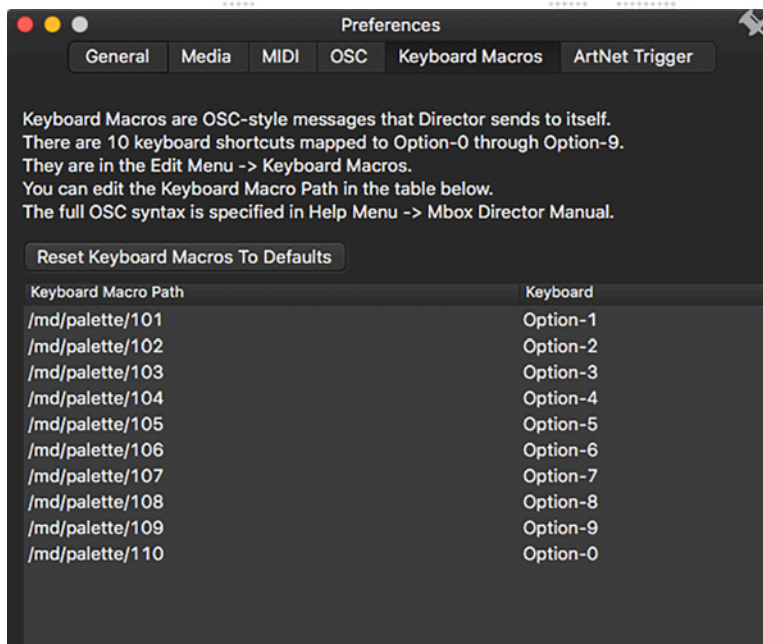 Preferences
General Media MIDI OSC Keyboard Macros ArtNet Trigger
Keyboard Macros are OSC-style messages that Director sends to itself.
There are 10 keyboard shortcuts mapped to Option-0 through Option-9.
They are in the Edit Menu -> Keyboard Macros.
You can edit the Keyboard Macro Path in the table below.
The full OSC syntax is specified in Help Menu -> Mbox Director Manual.
Reset Keyboard Macros To Defaults
Keyboard Macro Path Keyboard
/md/palette/101 Option-1
/md/palette/102 Option-2
/md/palette/103 Option-3
/md/palette/104 Option-4
/md/palette/105 Option-5
/md/palette/106 Option-6
/md/palette/107 Option-7
/md/palette/108 Option-8
/md/palette/109 Option-9
/md/palette/110 Option-0